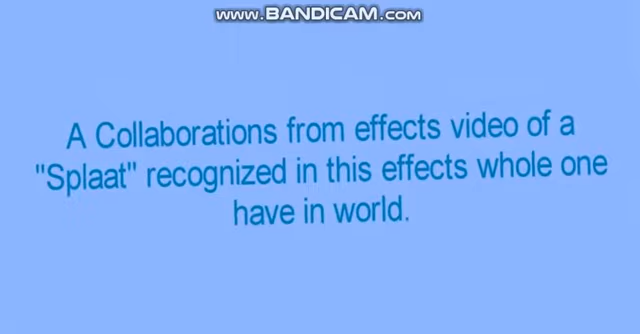 www.BANDICAM.com
A Collaborations from effects video of a
"Splaat" recognized in this effects whole one
have in world.